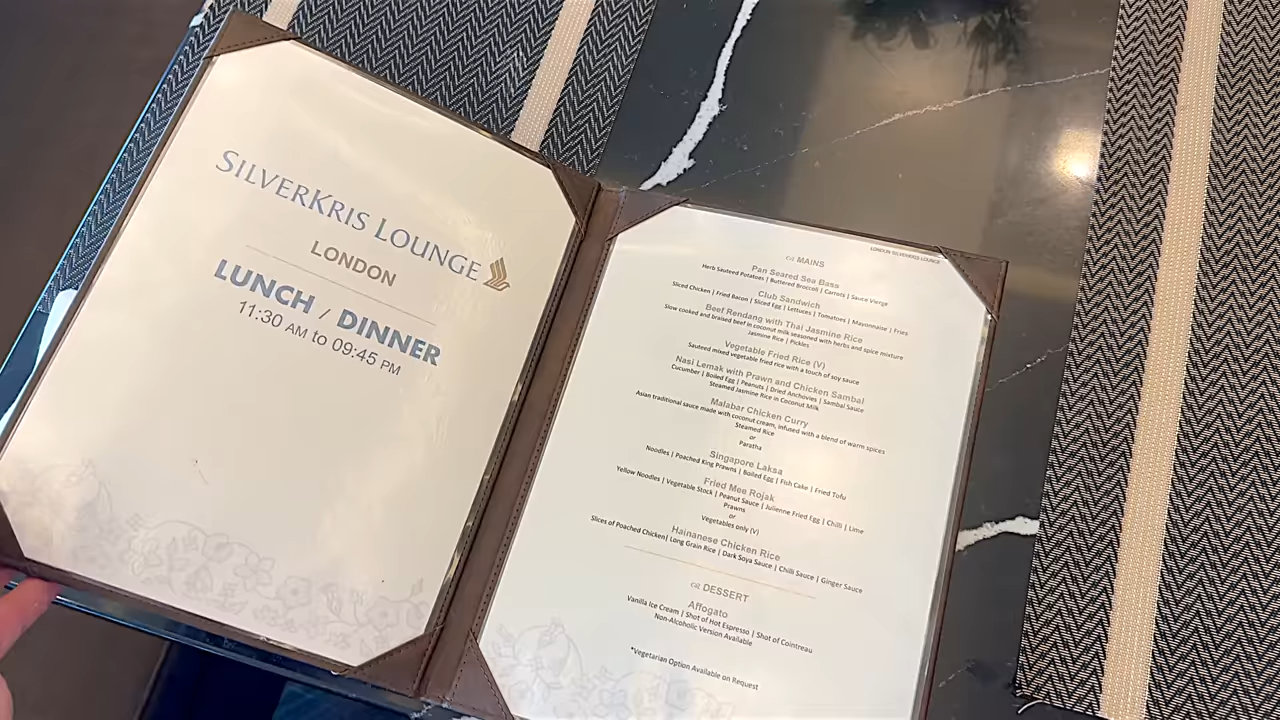 SILVERKRIS LOUNGE
LONDON
LUNCH / DINNER
11:30 AM to 09:45 PM
LONDON SILVERKRIS LOUNGE
MAINS
Pan Seared Sea Bass
Herb Sauteed Potatoes | Buttered Broccoli | Carrots | Sauce Vierge
Club Sandwich
Sliced Chicken | Fried Bacon | Sliced Egg | Lettuces | Tomatoes | Mayonnaise | Fries
Beef Rendang with Thai Jasmine Rice
Slow cooked and braised beef in coconut milk seasoned with herbs and spice mixture
Jasmine Rice | Pickles
Vegetable Fried Rice (V)
Sauteed mixed vegetable fried rice with a touch of soy sauce
Nasi Lemak with Prawn and Chicken Sambal
Cucumber | Boiled Egg | Peanuts | Dried Anchovies | Sambal Sauce
Steamed Jasmine Rice in Coconut Milk
Malabar Chicken Curry
Asian traditional sauce made with coconut cream, infused with a blend of warm spices
Steamed Rice
or
Paratha
Singapore Laksa
Noodles | Poached King Prawns | Boiled Egg | Fish Cake | Fried Tofu
Fried Mee Rojak
Yellow Noodles | Vegetable Stock | Peanut Sauce | Julienne Fried Egg | Chilli | Lime
Prawns
or
Vegetables only (V)
Hainanese Chicken Rice
Slices of Poached Chicken| Long Grain Rice | Dark Soya Sauce | Chilli Sauce | Ginger Sauce
DESSERT
Affogato
Vanilla Ice Cream | Shot of Hot Espresso | Shot of Cointreau
Non-Alcoholic Version Available
*Vegetarian Option Available on Request